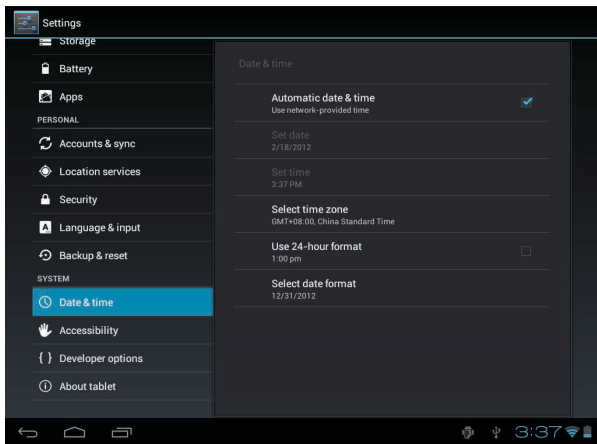 Settings
Storage
Battery
Apps
PERSONAL
Accounts & sync
Location services
Security
Language & input
Backup & reset
SYSTEM
Date & time
Accessibility
Developer options
About tablet
Date & time
Automatic date & time
Use network-provided time
Set date
2/18/2012
Set time
3:37 PM
Select time zone
GMT+08:00, China Standard Time
Use 24-hour format
1:00 pm
Select date format
12/31/2012
3:37